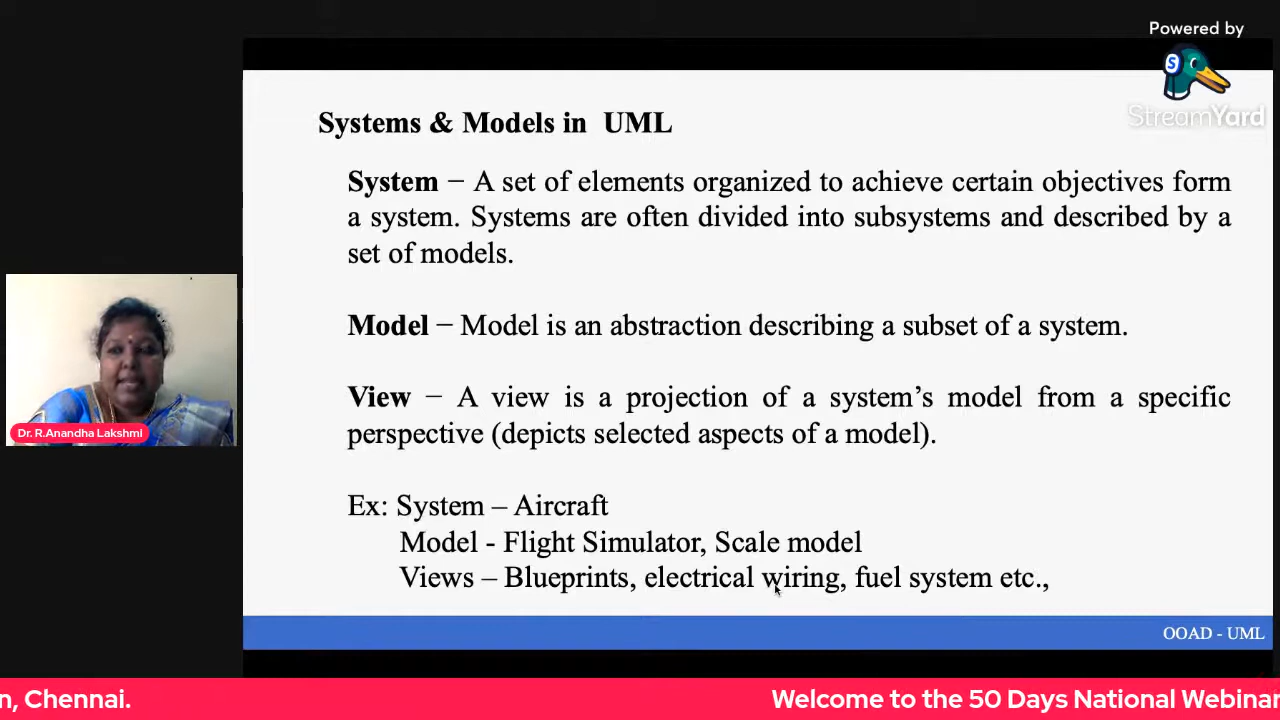 Powered by
StreamYard
Systems & Models in UML
System − A set of elements organized to achieve certain objectives form
a system. Systems are often divided into subsystems and described by a
set of models.
Model − Model is an abstraction describing a subset of a system.
View − A view is a projection of a system’s model from a specific
perspective (depicts selected aspects of a model).
Ex: System – Aircraft
Model - Flight Simulator, Scale model
Views – Blueprints, electrical wiring, fuel system etc.,
Dr. R.Anandha Lakshmi
OOAD - UML
n, Chennai. Welcome to the 50 Days National Webinar